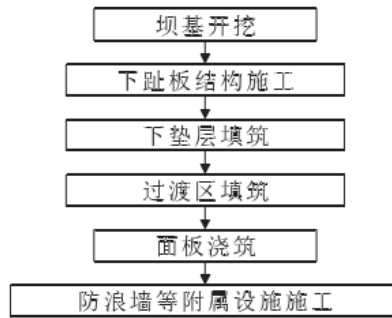 坝基开挖
下趾板结构施工
下垫层填筑
过渡区填筑
面板浇筑
防浪墙等附属设施施工